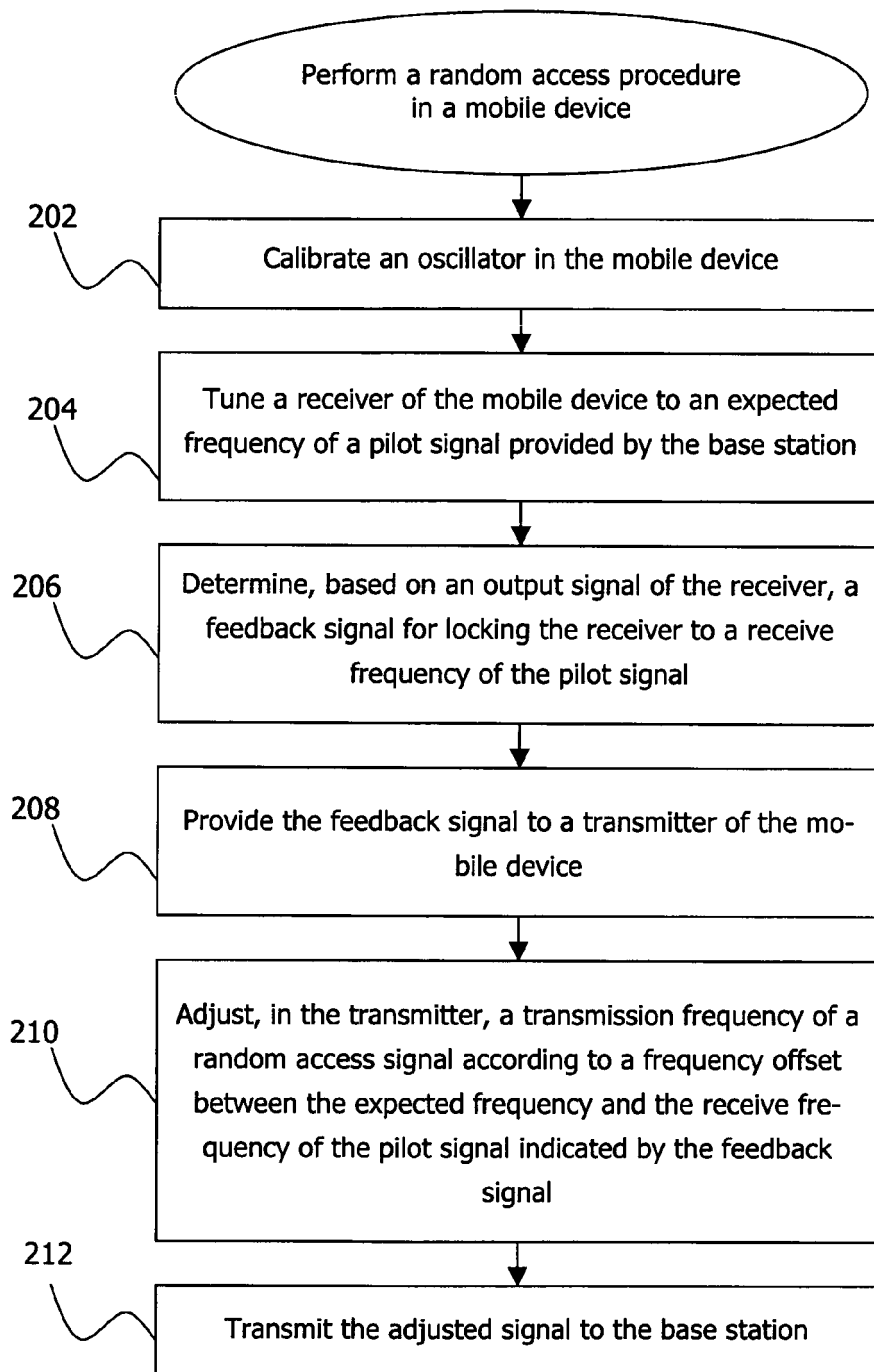 Perform a random access procedure
in a mobile device
202
Calibrate an oscillator in the mobile device
204
Tune a receiver of the mobile device to an expected
frequency of a pilot signal provided by the base station
206
Determine, based on an output signal of the receiver, a
feedback signal for locking the receiver to a receive
frequency of the pilot signal
208
Provide the feedback signal to a transmitter of the mo-
bile device
210
Adjust, in the transmitter, a transmission frequency of a
random access signal according to a frequency offset
between the expected frequency and the receive fre-
quency of the pilot signal indicated by the feedback
signal
212
Transmit the adjusted signal to the base station